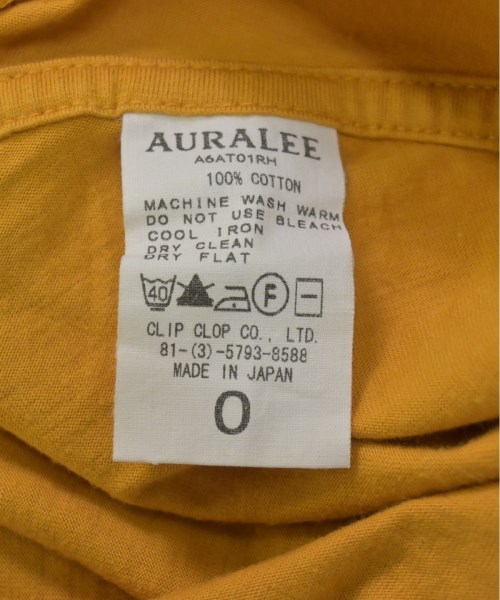 AURALEE
A6AT01RH
100% COTTON
MACHINE WASH WARM
DO NOT USE BLEACH
COOL IRON
DRY CLEAN
DRY FLAT
40 F
CLIP CLOP CO., LTD.
81-(3)-5793-8588
MADE IN JAPAN
0